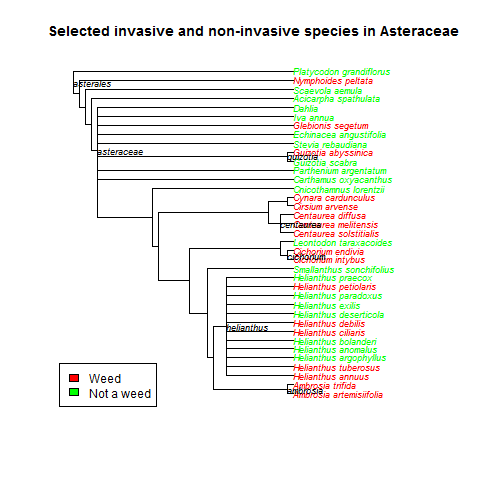 Selected invasive and non-invasive species in Asteraceae
Platycodon grandiflorus
Nymphoides peltata
asterales
Scaevola aemula
Acicarpha spathulata
Dahlia
Iva annua
Glebionis segetum
Echinacea angustifolia
Stevia rebaudiana
asteraceae
Guizotia abyssinica
guizotia
Guizotia scabra
Parthenium argentatum
Carthamus oxyacanthus
Cnicothamnus lorentzii
Cynara cardunculus
Cirsium arvense
Centaurea diffusa
Centaurea melitensis
centaurea
Centaurea solstitialis
Leontodon taraxacoides
Cichorium endivia
cichorium
Cichorium intybus
Smallanthus sonchifolius
Helianthus praecox
Helianthus petiolaris
Helianthus paradoxus
Helianthus exilis
Helianthus deserticola
Helianthus debilis
helianthus
Helianthus ciliaris
Helianthus bolanderi
Helianthus anomalus
Helianthus argophyllus
Helianthus tuberosus
Helianthus annuus
Ambrosia trifida
ambrosia
Ambrosia artemisiifolia
Weed
Not a weed